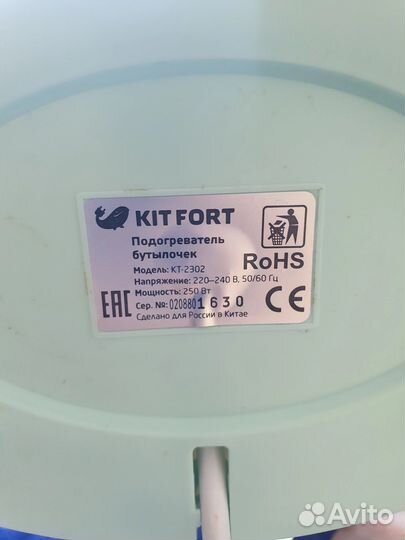 KITFORT
Подогреватель
бутылочек
RoHS
Модель: КТ-2302
Напряжение: 220–240 В, 50/60 Гц
Мощность: 250 Вт
Сер. №: 0208801630
Сделано для России в Китае
EAC
CE
Avito